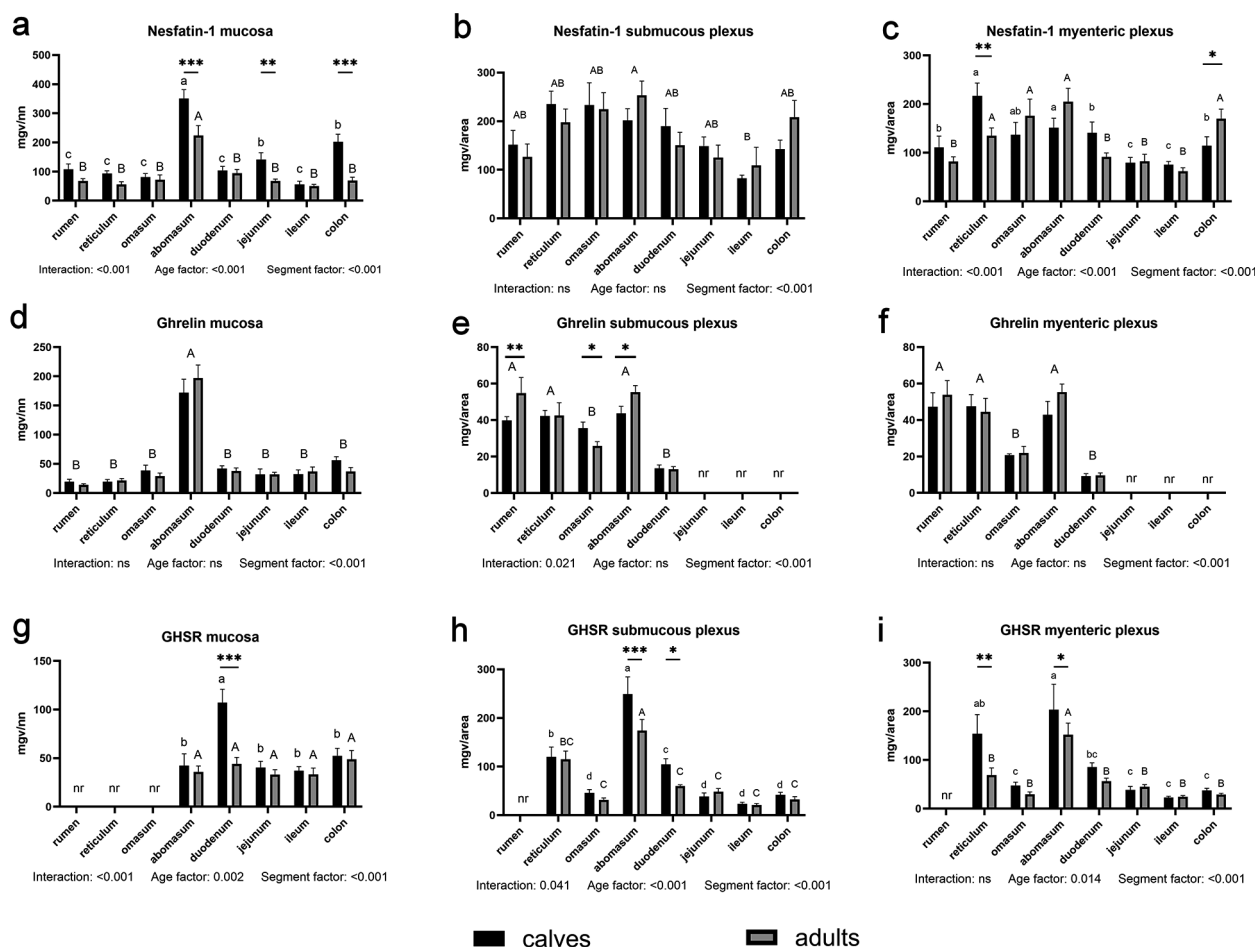 a
Nesfatin-1 mucosa
mgv/nn
500
400
300
200
100
0
c B c B c B a A c B b B c B b B
*** ** ***
rumen reticulum omasum abomasum duodenum jejunum ileum colon
Interaction: <0.001 Age factor: <0.001 Segment factor: <0.001
b
Nesfatin-1 submucous plexus
mgv/area
300
200
100
0
AB AB AB A AB AB B AB
rumen reticulum omasum abomasum duodenum jejunum ileum colon
Interaction: ns Age factor: ns Segment factor: <0.001
c
Nesfatin-1 myenteric plexus
mgv/area
300
200
100
0
** *
b B a A ab A a A b B c B c B b A
rumen reticulum omasum abomasum duodenum jejunum ileum colon
Interaction: <0.001 Age factor: <0.001 Segment factor: <0.001
d
Ghrelin mucosa
mgv/nn
250
200
150
100
50
0
B B B A B B B B
rumen reticulum omasum abomasum duodenum jejunum ileum colon
Interaction: ns Age factor: ns Segment factor: <0.001
e
Ghrelin submucous plexus
mgv/area
80
60
40
20
0
** * *
A A B A B nr nr nr
rumen reticulum omasum abomasum duodenum jejunum ileum colon
Interaction: 0.021 Age factor: ns Segment factor: <0.001
f
Ghrelin myenteric plexus
mgv/area
80
60
40
20
0
A A B A B nr nr nr
rumen reticulum omasum abomasum duodenum jejunum ileum colon
Interaction: ns Age factor: ns Segment factor: <0.001
g
GHSR mucosa
mgv/nn
150
100
50
0
***
nr nr nr b A a A b A b A b A
rumen reticulum omasum abomasum duodenum jejunum ileum colon
Interaction: <0.001 Age factor: 0.002 Segment factor: <0.001
h
GHSR submucous plexus
mgv/area
300
200
100
0
*** *
nr b BC d C a A c C d C d C d C
rumen reticulum omasum abomasum duodenum jejunum ileum colon
Interaction: 0.041 Age factor: <0.001 Segment factor: <0.001
i
GHSR myenteric plexus
mgv/area
300
200
100
0
** *
nr ab B c B a A bc B c B c B c B
rumen reticulum omasum abomasum duodenum jejunum ileum colon
Interaction: ns Age factor: 0.014 Segment factor: <0.001
calves adults